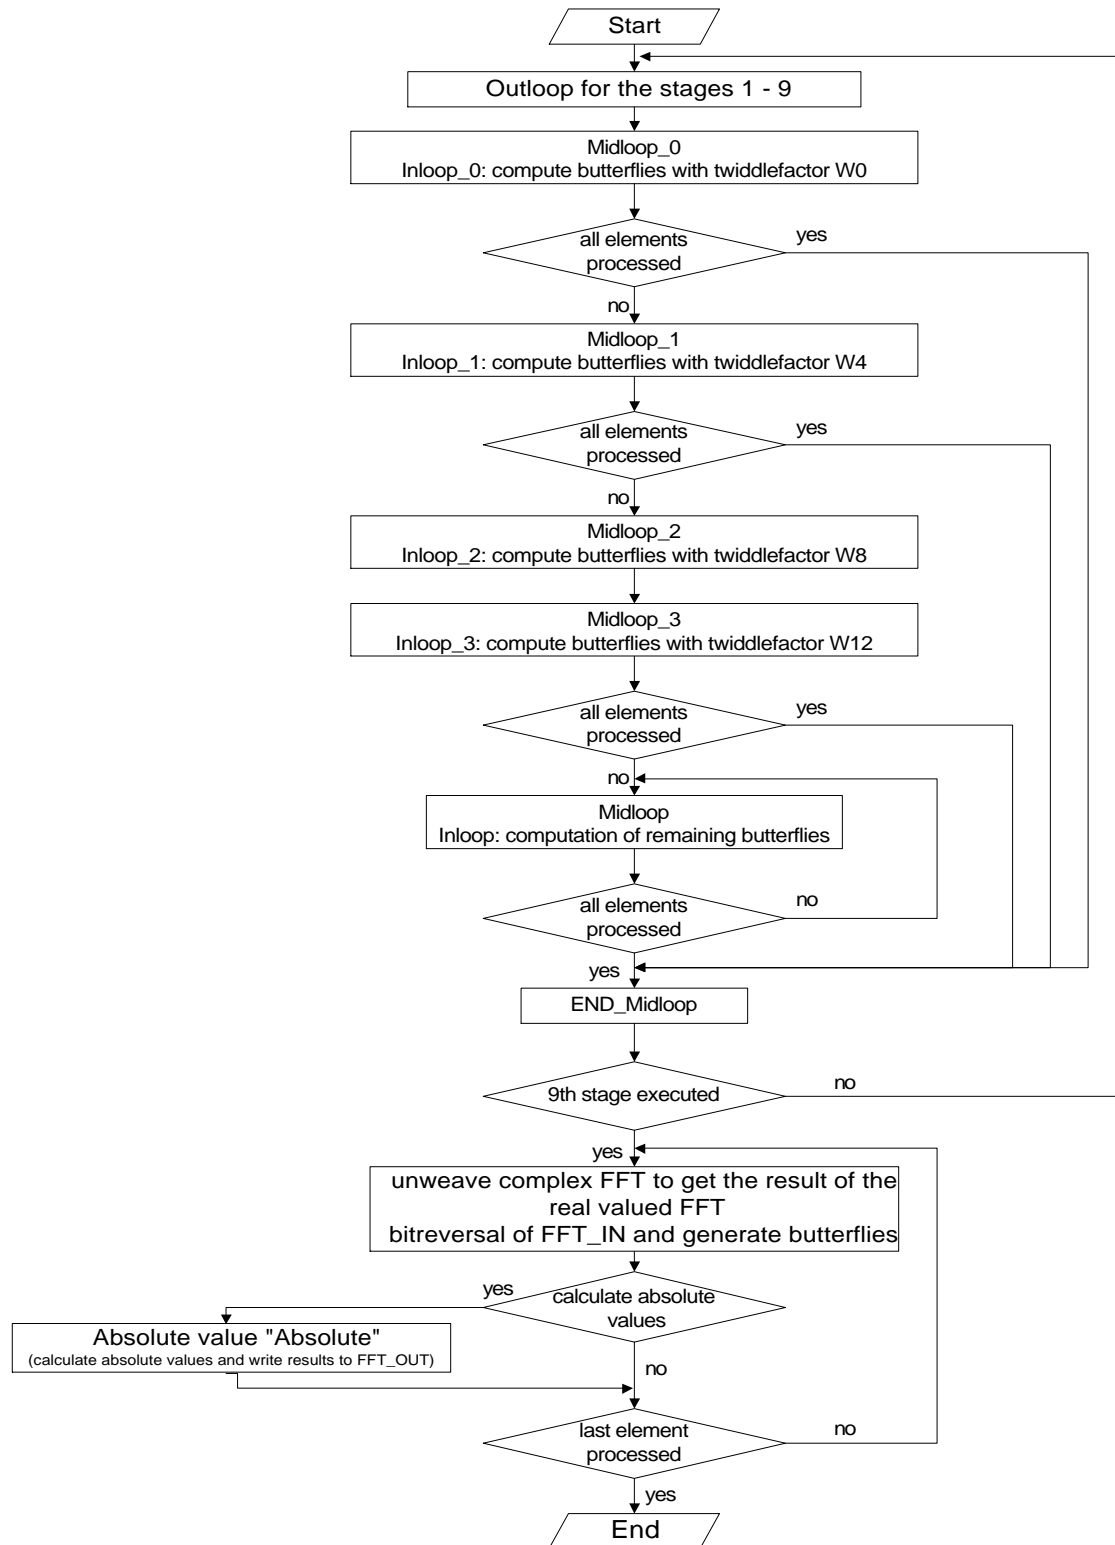 Start
Outloop for the stages 1 - 9
Midloop_0
Inloop_0: compute butterflies with twiddlefactor W0
all elements
processed
yes
no
Midloop_1
Inloop_1: compute butterflies with twiddlefactor W4
all elements
processed
yes
no
Midloop_2
Inloop_2: compute butterflies with twiddlefactor W8
Midloop_3
Inloop_3: compute butterflies with twiddlefactor W12
all elements
processed
yes
no
Midloop
Inloop: computation of remaining butterflies
all elements
processed
no
yes
END_Midloop
9th stage executed
no
yes
unweave complex FFT to get the result of the
real valued FFT
bitreversal of FFT_IN and generate butterflies
calculate absolute
values
yes
Absolute value "Absolute"
(calculate absolute values and write results to FFT_OUT)
no
last element
processed
no
yes
End